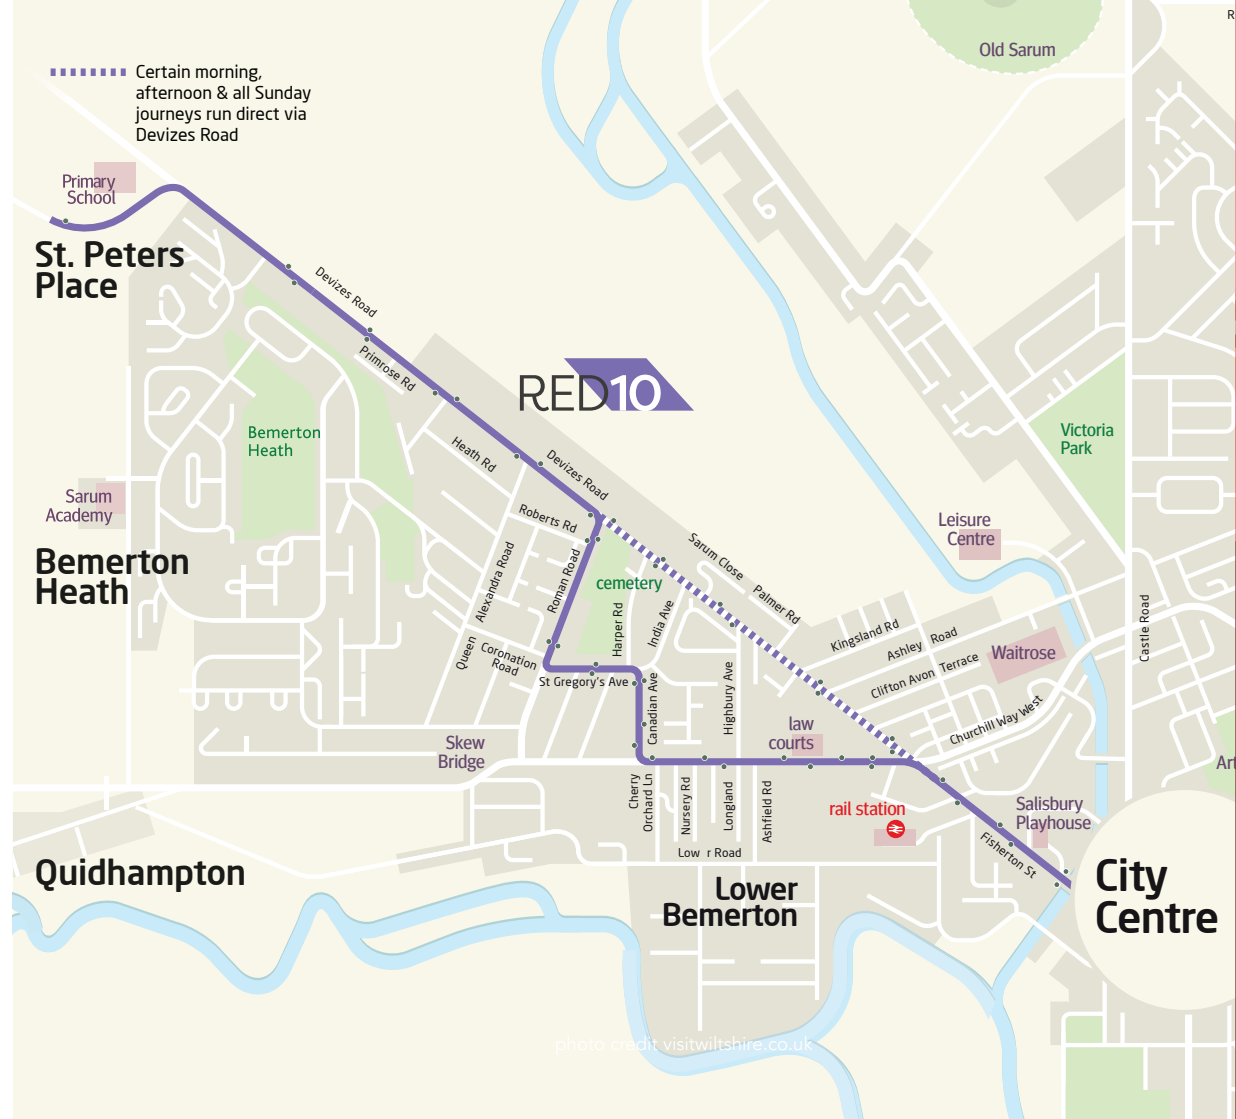 R
Old Sarum
Certain morning,
afternoon & all Sunday
journeys run direct via
Devizes Road
Primary
School
St. Peters
Place
Devizes Road
Primrose Rd
RED10
Bemerton
Heath
Victoria
Park
Heath Rd
Devizes Road
Sarum
Academy
Roberts Rd
Leisure
Centre
Sarum Close
Bemerton
Heath
Alexandra Road
Queen
Roman Road
cemetery
Harper Rd
India Ave
Palmer Rd
Kingsland Rd
Ashley Road
Castle Road
Waitrose
Clifton Avon Terrace
Coronation
Road
St Gregory's Ave
Canadian Ave
Highbury Ave
Churchill Way West
law
courts
Skew
Bridge
Art
Cherry
Orchard Ln
Nursery Rd
Longland
Ashfield Rd
rail station
Salisbury
Playhouse
Low r Road
Fisherton St
Quidhampton
Lower
Bemerton
City
Centre
photo credit visitwiltshire.co.uk